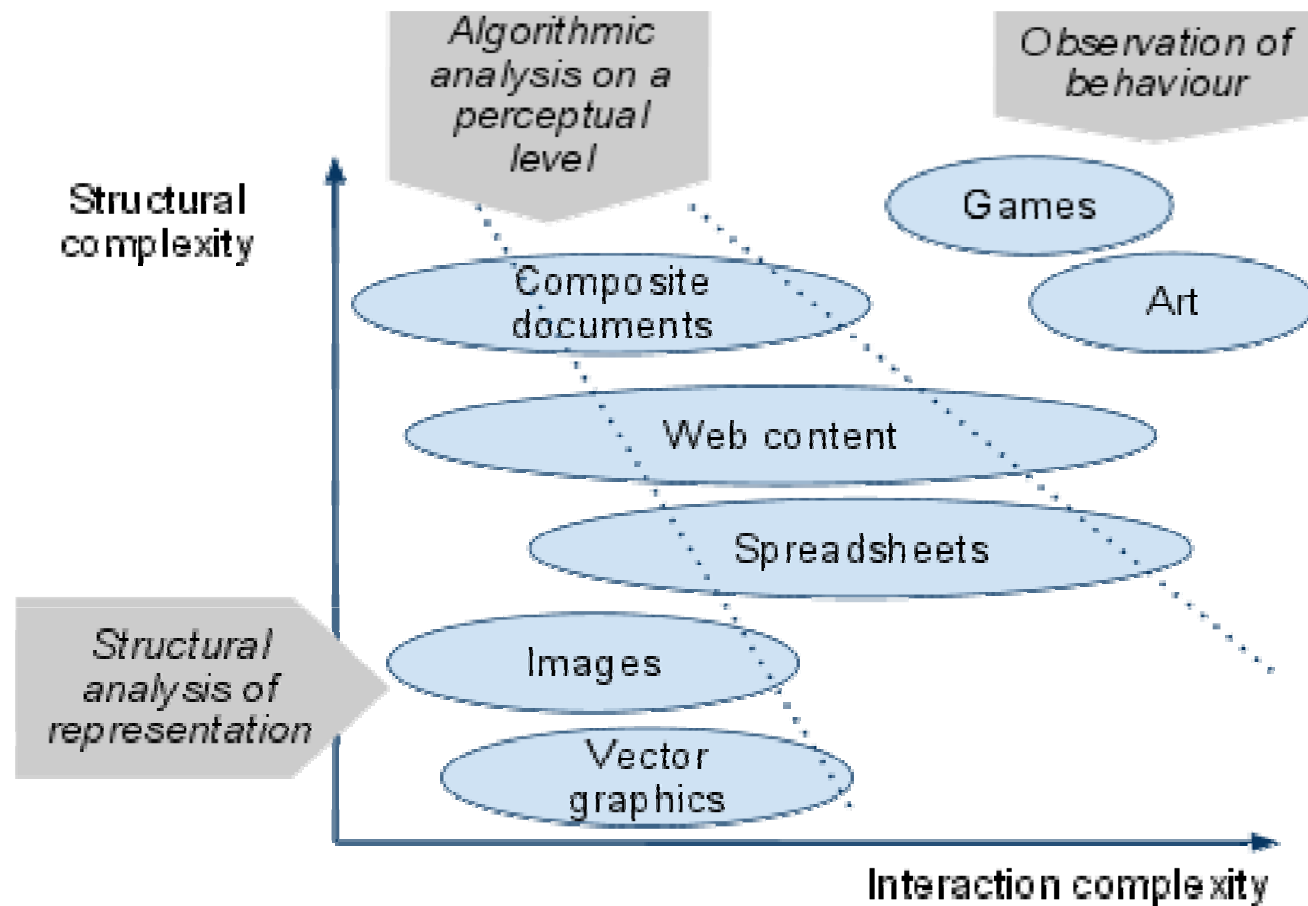 Algorithmic
analysis on a
perceptual
level
Observation of
behaviour
Structural
complexity
Games
Composite
documents
Art
Web content
Spreadsheets
Structural
analysis of
representation
Images
Vector
graphics
Interaction complexity